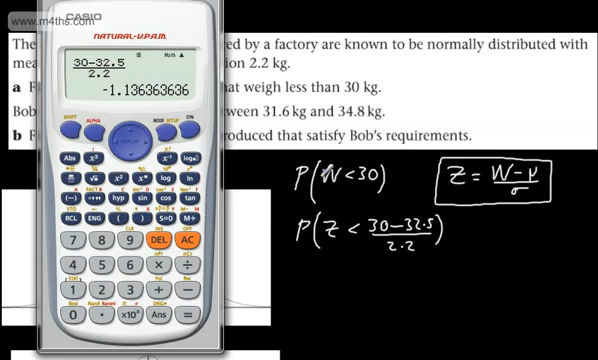 www.m4ths.com
CASIO
NATURAL-V.P.A.M.
Math ▲
30-32.5
2.2
-1.136363636
SHIFT ALPHA MODE SETUP ON
DISPLAY
Abs x³ x⁻¹
√ x² log ln
(−) hyp sin cos tan
RCL ENG ( ) S⇔D M+
7 8 9 DEL AC
4 5 6 × ÷
1 2 3 + −
0 . ×10ˣ Ans =
The
ced by a factory are known to be normally distributed with
mea
ion 2.2 kg.
a F
hat weigh less than 30 kg.
Bob
tween 31.6 kg and 34.8 kg.
b F
produced that satisfy Bob's requirements.
P(W < 30)
Z = W − μ / σ
P(Z < 30 − 32.5 / 2.2)